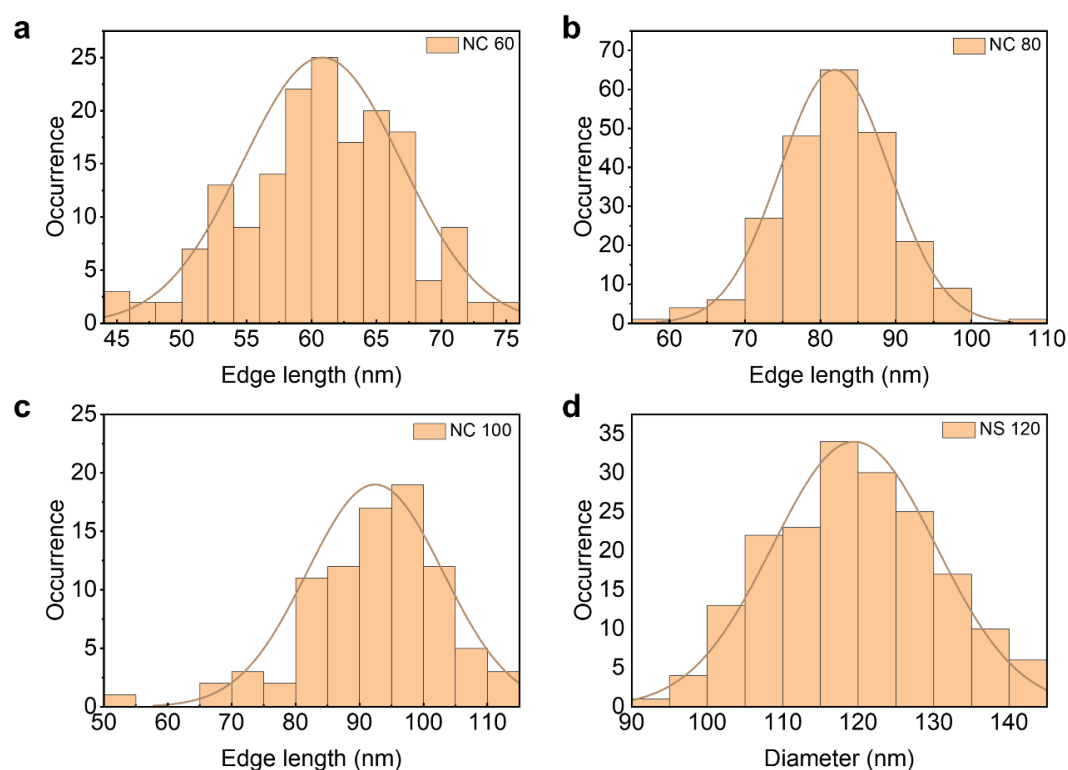 a
NC 60
25
20
15
10
5
0
Occurrence
45 50 55 60 65 70 75
Edge length (nm)
b
NC 80
70
60
50
40
30
20
10
0
Occurrence
60 70 80 90 100 110
Edge length (nm)
c
NC 100
25
20
15
10
5
0
Occurrence
50 60 70 80 90 100 110
Edge length (nm)
d
NS 120
35
30
25
20
15
10
5
0
Occurrence
90 100 110 120 130 140
Diameter (nm)